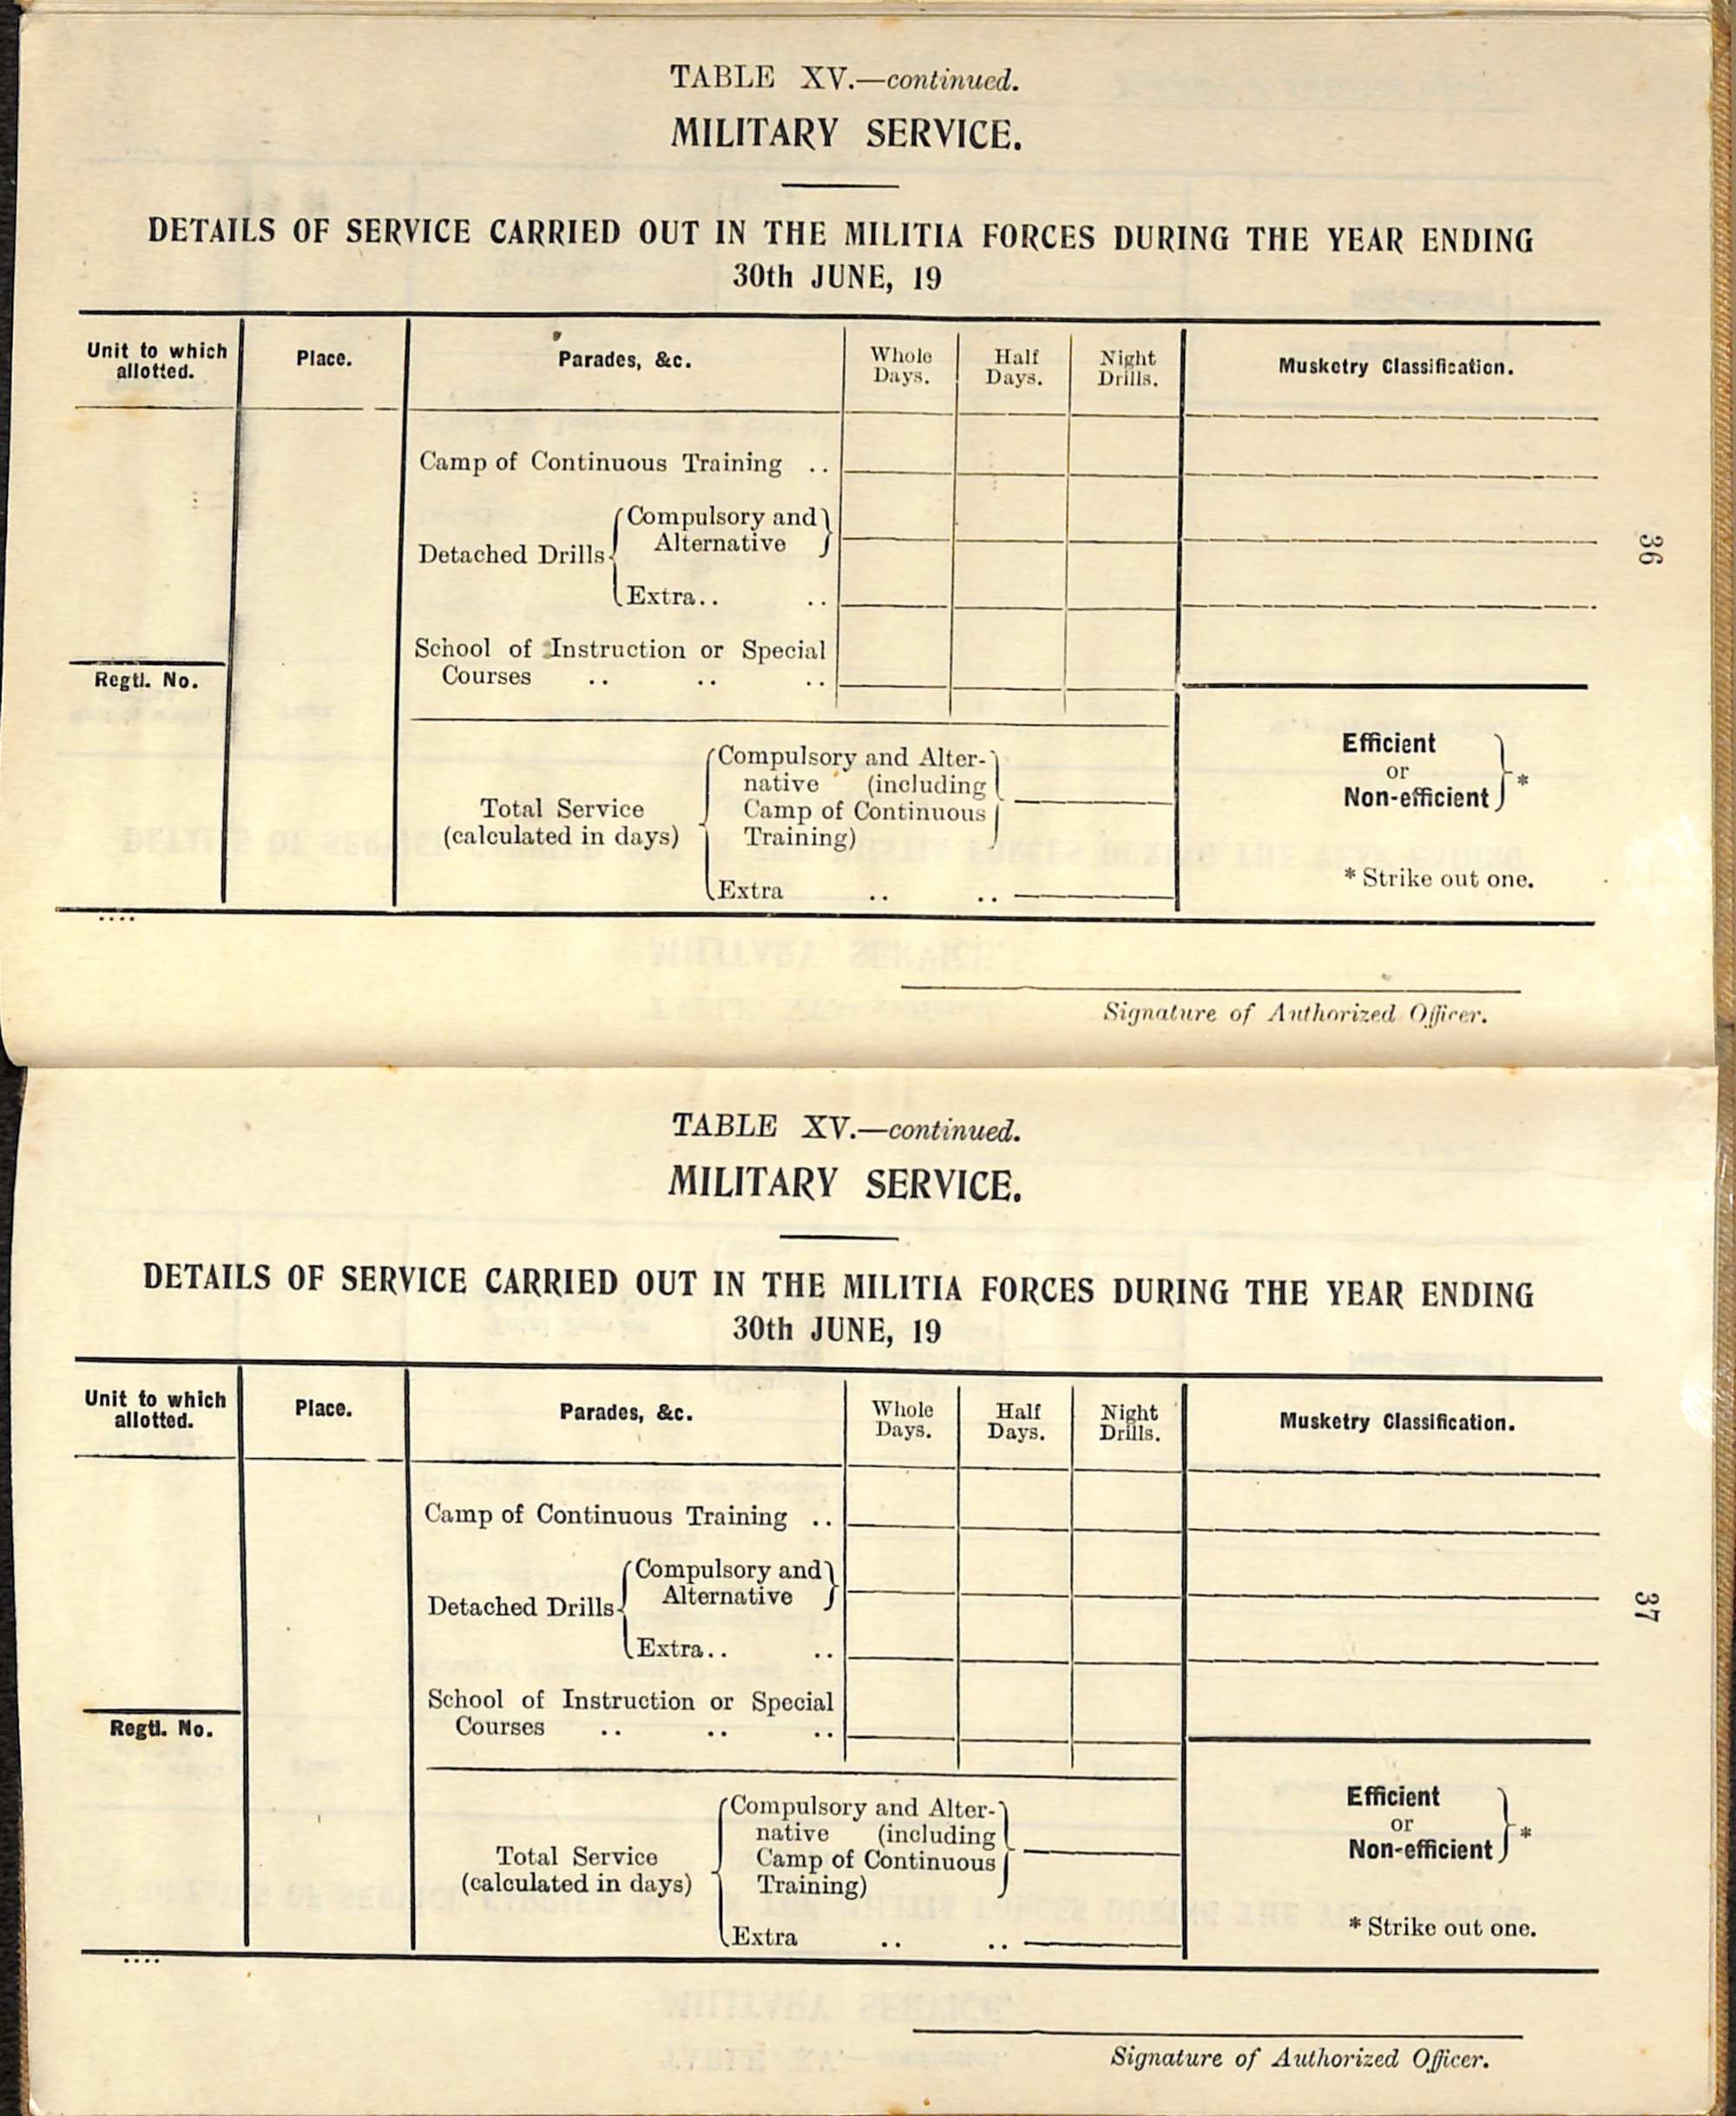 TABLE XV.—continued.
MILITARY SERVICE.
DETAILS OF SERVICE CARRIED OUT IN THE MILITIA FORCES DURING THE YEAR ENDING
30th JUNE, 19
Unit to which
allotted.
Place.
Parades, &c.
Whole
Days.
Half
Days.
Night
Drills.
Musketry Classification.
Camp of Continuous Training ..
Detached Drills
Compulsory and
Alternative
Extra.. ..
School of Instruction or Special
Courses .. .. ..
Regtl. No.
Total Service
(calculated in days)
Compulsory and Alter-
native (including
Camp of Continuous
Training)
Extra .. ..
Efficient
or
Non-efficient
*
* Strike out one.
....
Signature of Authorized Officer.
36
TABLE XV.—continued.
MILITARY SERVICE.
DETAILS OF SERVICE CARRIED OUT IN THE MILITIA FORCES DURING THE YEAR ENDING
30th JUNE, 19
Unit to which
allotted.
Place.
Parades, &c.
Whole
Days.
Half
Days.
Night
Drills.
Musketry Classification.
Camp of Continuous Training ..
Detached Drills
Compulsory and
Alternative
Extra.. ..
School of Instruction or Special
Courses .. .. ..
Regtl. No.
Total Service
(calculated in days)
Compulsory and Alter-
native (including
Camp of Continuous
Training)
Extra .. ..
Efficient
or
Non-efficient
*
* Strike out one.
....
Signature of Authorized Officer.
37